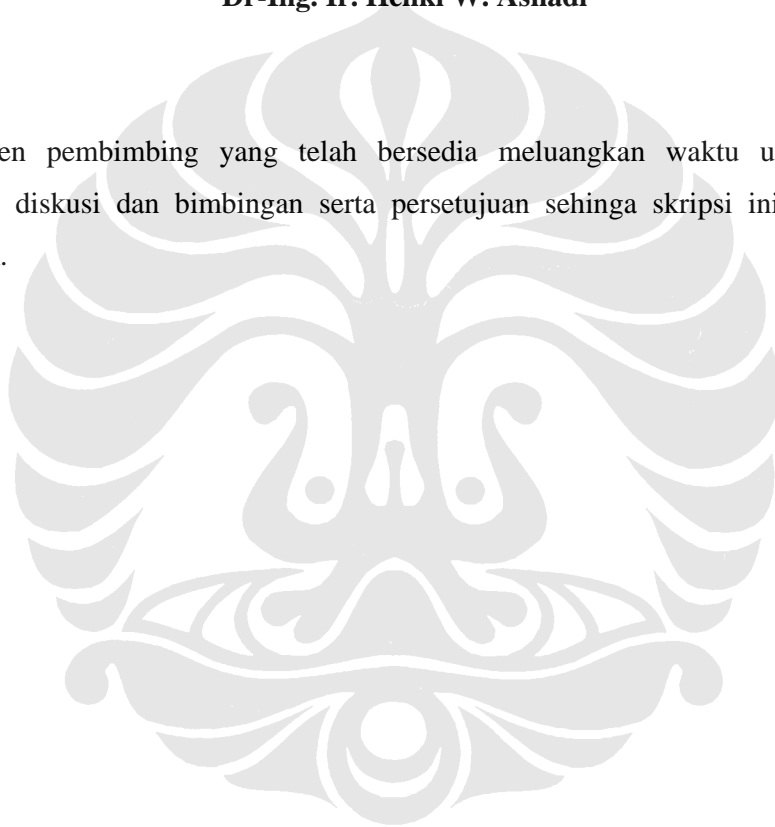 Dr-Ing. Ir. Henki W. Ashadi
en pembimbing yang telah bersedia meluangkan waktu u
diskusi dan bimbingan serta persetujuan sehinga skripsi ini
.